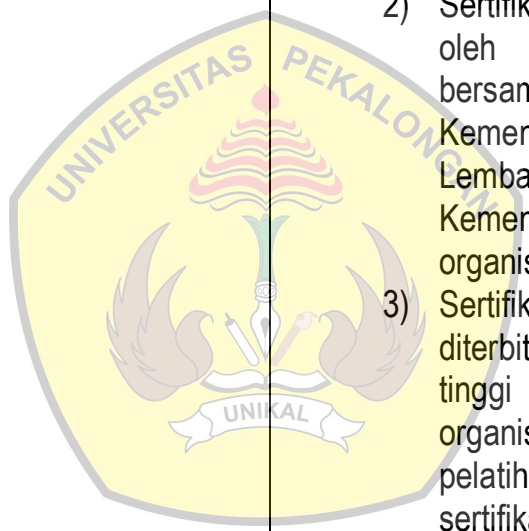 UNIVERSITAS PEKALONGAN
UNIKAL
2) Sertifik
oleh
bersam
Kemen
Lemba
Kemen
organis
3) Sertifik
diterbit
tinggi
organis
pelatih
sertifik